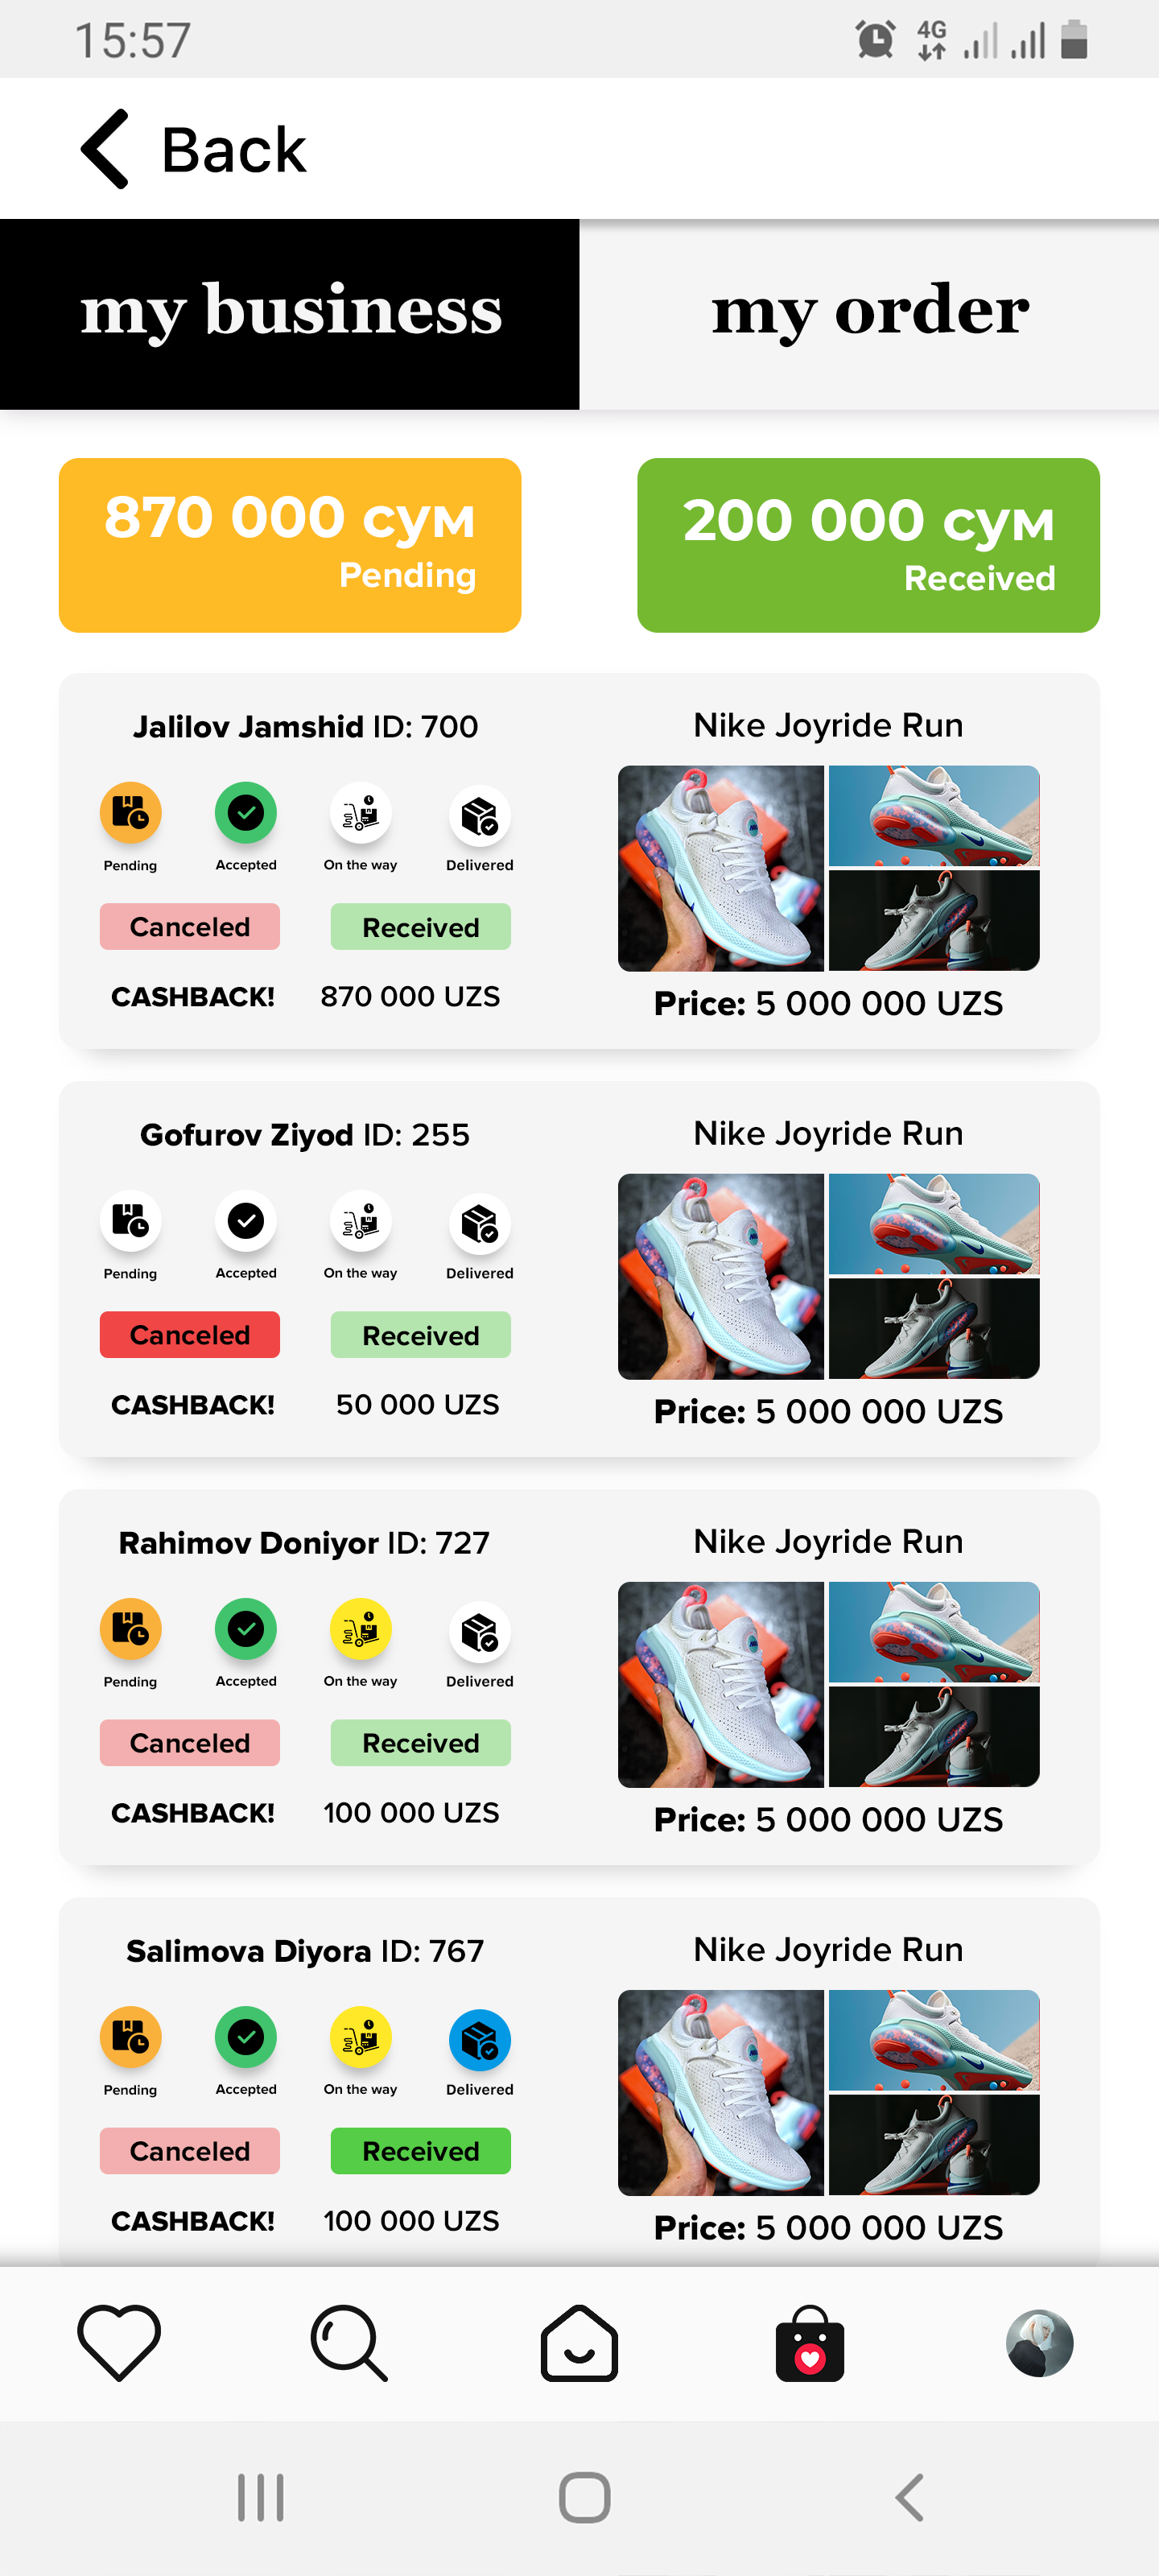 15:57
4G
Back
my business
my order
870 000 сум
Pending
200 000 сум
Received
Jalilov Jamshid ID: 700
Pending
Accepted
On the way
Delivered
Canceled
Received
CASHBACK!
870 000 UZS
Nike Joyride Run
Price: 5 000 000 UZS
Gofurov Ziyod ID: 255
Pending
Accepted
On the way
Delivered
Canceled
Received
CASHBACK!
50 000 UZS
Nike Joyride Run
Price: 5 000 000 UZS
Rahimov Doniyor ID: 727
Pending
Accepted
On the way
Delivered
Canceled
Received
CASHBACK!
100 000 UZS
Nike Joyride Run
Price: 5 000 000 UZS
Salimova Diyora ID: 767
Pending
Accepted
On the way
Delivered
Canceled
Received
CASHBACK!
100 000 UZS
Nike Joyride Run
Price: 5 000 000 UZS